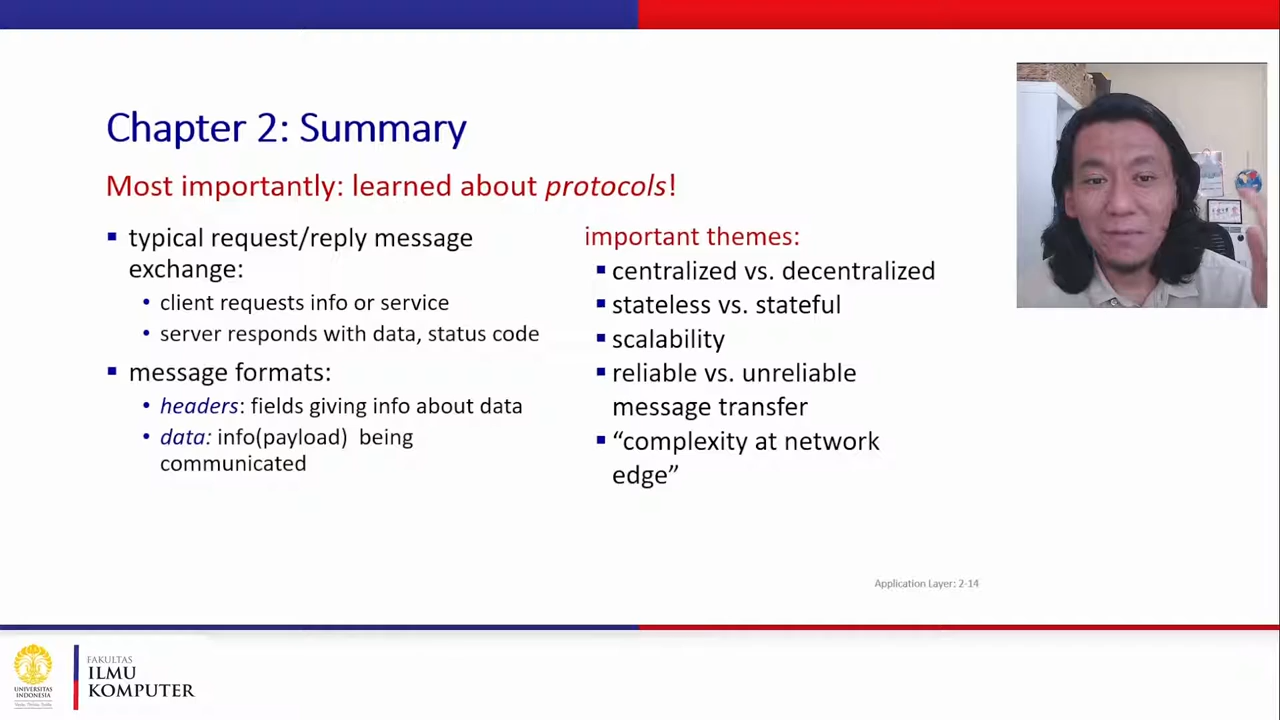 Chapter 2: Summary
Most importantly: learned about protocols!
typical request/reply message
exchange:
client requests info or service
server responds with data, status code
message formats:
headers: fields giving info about data
data: info(payload) being
communicated
important themes:
centralized vs. decentralized
stateless vs. stateful
scalability
reliable vs. unreliable
message transfer
“complexity at network
edge”
Application Layer: 2-14
UNIVERSITAS
INDONESIA
FAKULTAS
ILMU
KOMPUTER